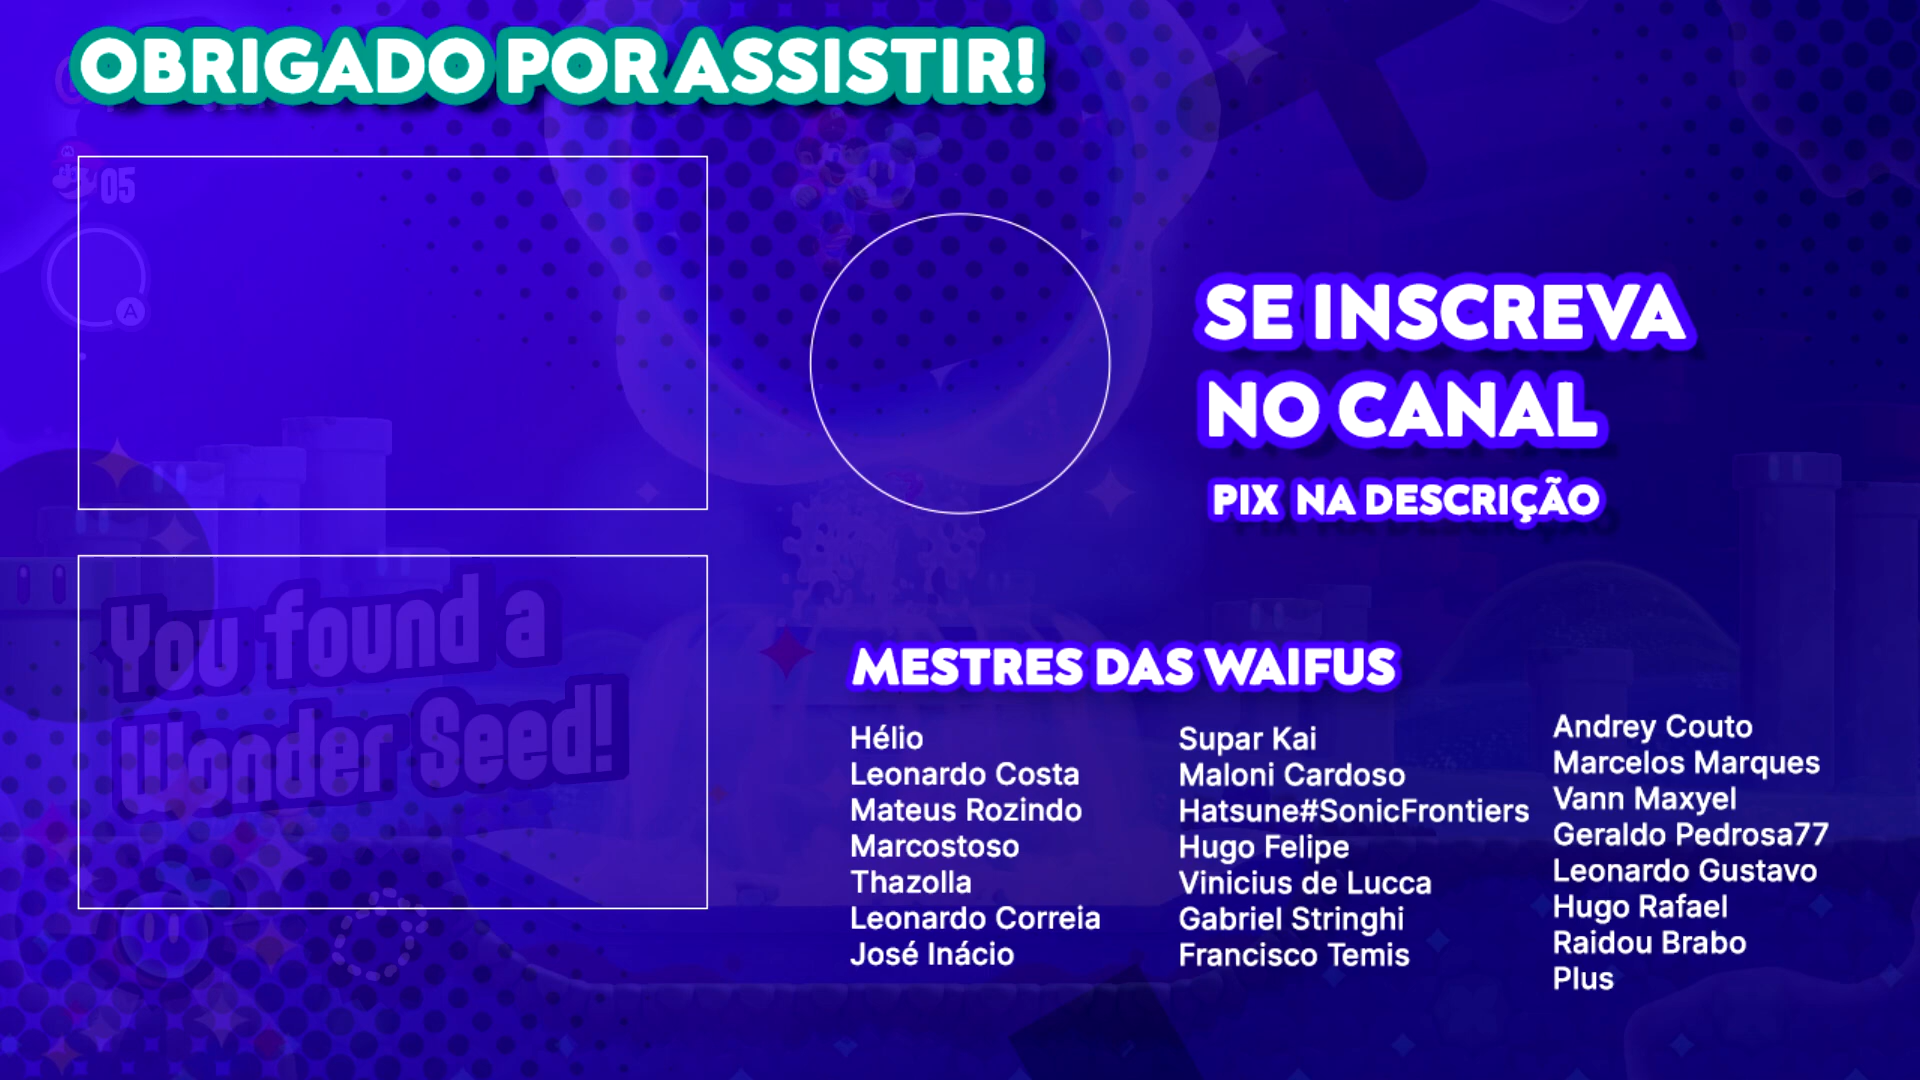 OBRIGADO POR ASSISTIR!
05
A
SE INSCREVA
NO CANAL
PIX NA DESCRIÇÃO
You found a
Wonder Seed!
MESTRES DAS WAIFUS
Hélio
Leonardo Costa
Mateus Rozindo
Marcostoso
Thazolla
Leonardo Correia
José Inácio
Supar Kai
Maloni Cardoso
Hatsune#SonicFrontiers
Hugo Felipe
Vinicius de Lucca
Gabriel Stringhi
Francisco Temis
Andrey Couto
Marcelos Marques
Vann Maxyel
Geraldo Pedrosa77
Leonardo Gustavo
Hugo Rafael
Raidou Brabo
Plus